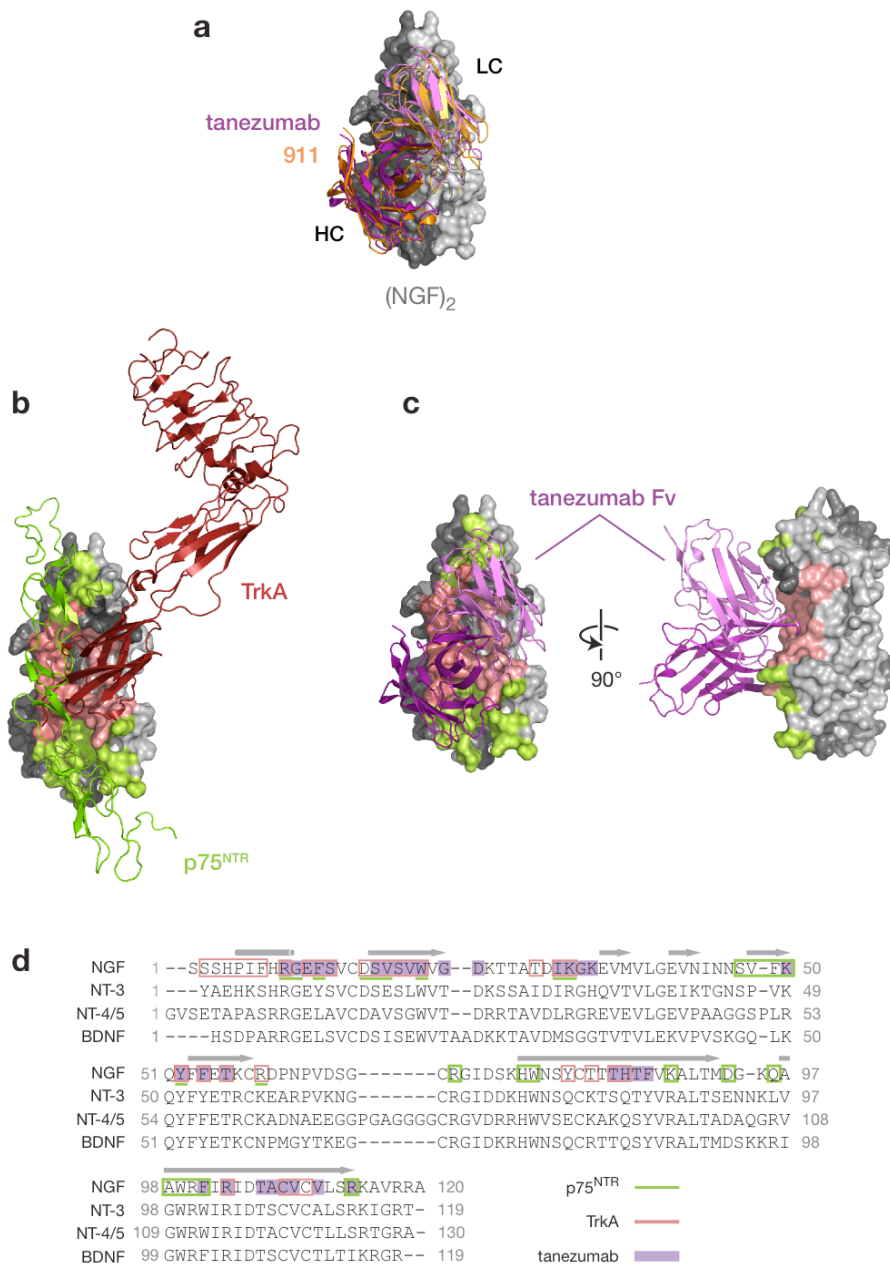 a
LC
tanezumab
911
HC
(NGF)₂
b
TrkA
p75ᴺᵀᴿ
c
tanezumab Fv
90°
d
NGF 1 --SSSHPIFHRGEFSVCDSVSVWVG--DKTTATDIKGKEVMVLGEVNINNSV-FK 50
NT-3 1 ---YAEHKSHRGEYSVCDSESLWVT--DKSSAIDIRGHQVTVLGEIKTGNSP-VK 49
NT-4/5 1 GVSETAPASRRGELAVCDAVSGWVT--DRRTAVDLRGREVEVLGEVPAAGGSPLR 53
BDNF 1 ----HSDPARRGELSVCDSISEWVTAADKKTAVDMSGGTVTVLEKVPVSKGQ-LK 50
NGF 51 QYFFETKCRDPNPVDSG-------CRGIDSKHWNSYCTTTHTFVKALTMDG-KQA 97
NT-3 50 QYFYETRCKEARPVKNG-------CRGIDDKHWNSQCKTSQTYVRALTSENNKLV 97
NT-4/5 54 QYFFETRCKADNAEEGGPGAGGGGCRGVDRRHWVSECKAKQSYVRALTADAQGRV 108
BDNF 51 QYFYETKCNPMGYTKEG-------CRGIDKRHWNSQCRTTQSYVRALTMDSKKRI 98
NGF 98 AWRFIRIDTACVCVLSRKAVRRA 120
NT-3 98 GWRWIRIDTSCVCALSRKIGRT- 119
NT-4/5 109 GWRWIRIDTACVCTLLSRTGRA- 130
BDNF 99 GWRFIRIDTSCVCTLTIKRGR-- 119
p75ᴺᵀᴿ
TrkA
tanezumab